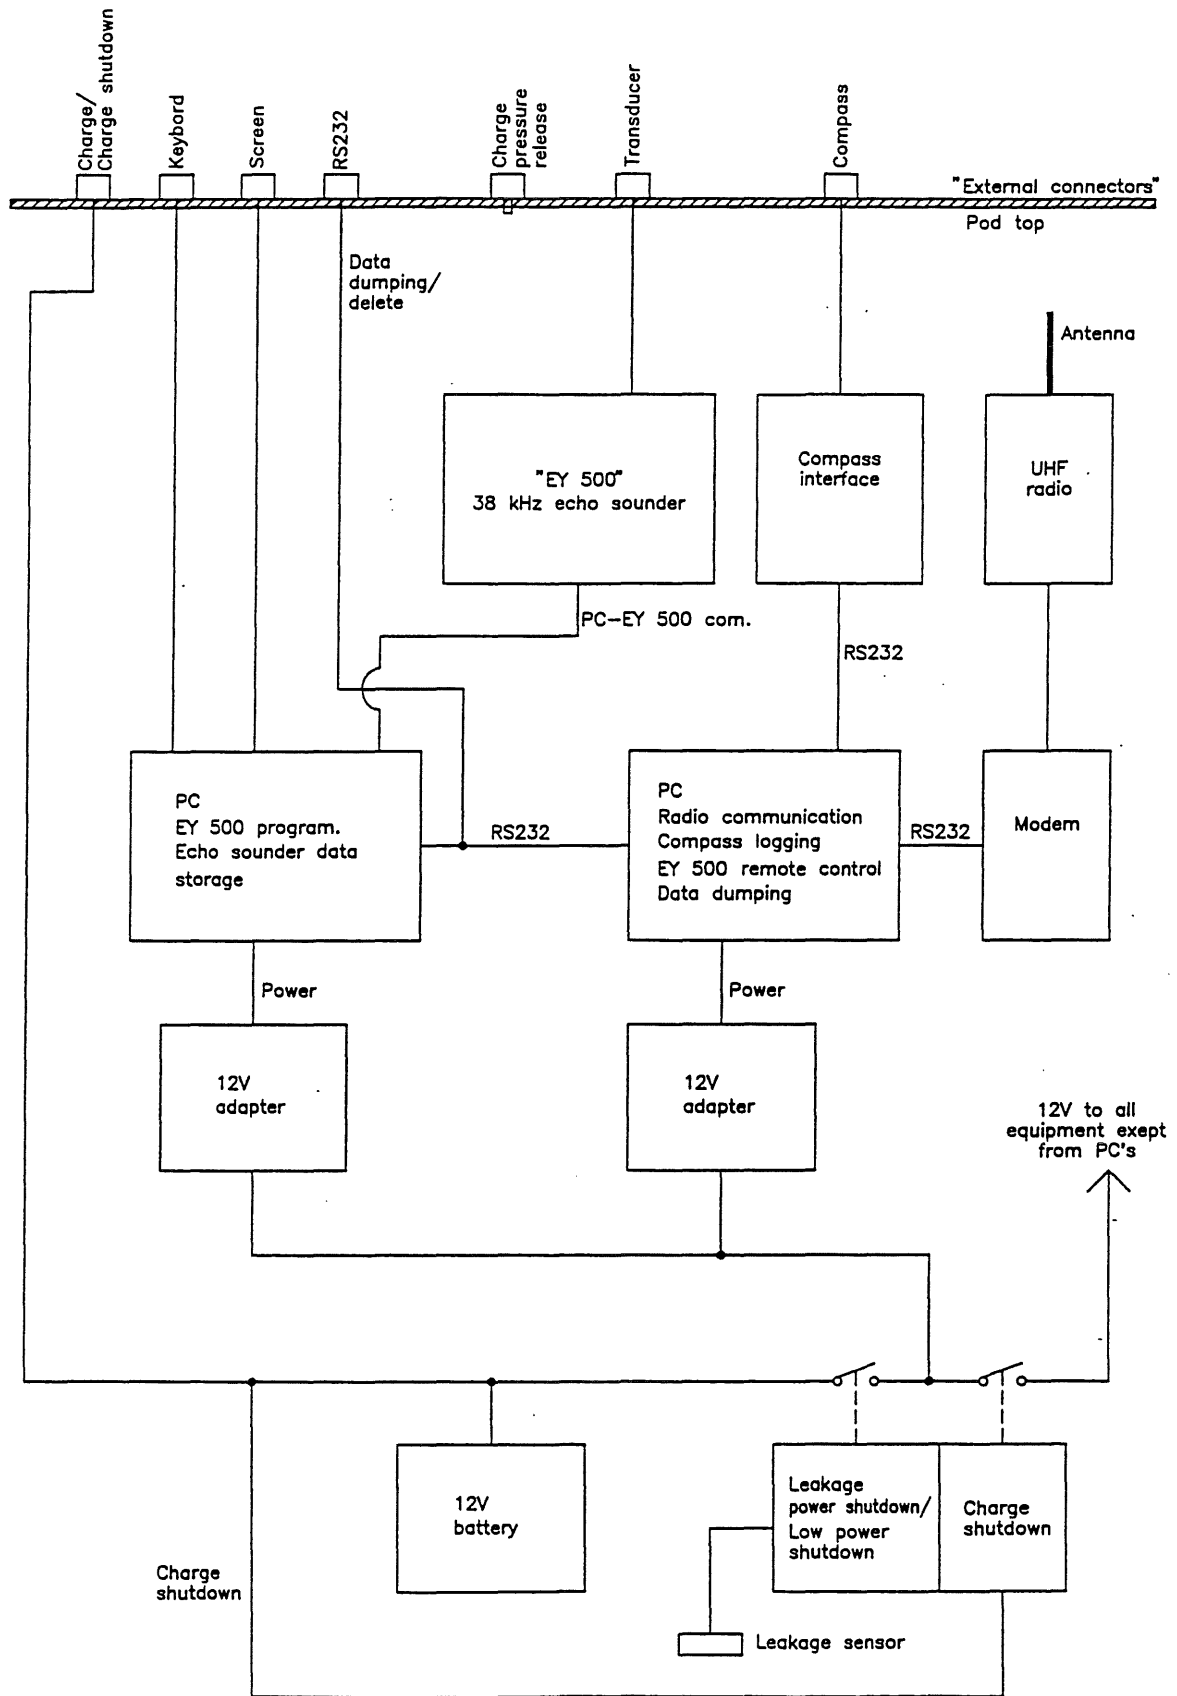 Charge/
Charge shutdown
Keybord
Screen
RS232
Charge
pressure
release
Transducer
Compass
"External connectors"
Pod top
Data
dumping/
delete
Antenna
"EY 500"
38 kHz echo sounder
Compass
interface
UHF
radio
PC-EY 500 com.
RS232
PC
EY 500 program.
Echo sounder data
storage
RS232
PC
Radio communication
Compass logging
EY 500 remote control
Data dumping
RS232
Modem
Power
Power
12V
adapter
12V
adapter
12V to all
equipment exept
from PC's
12V
battery
Leakage
power shutdown/
Low power
shutdown
Charge
shutdown
Charge
shutdown
Leakage sensor